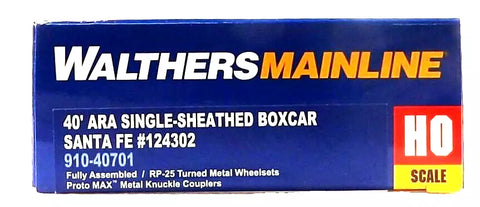 WALTHERSMAINLINE®
40' ARA SINGLE-SHEATHED BOXCAR
SANTA FE #124302
910-40701
Fully Assembled / RP-25 Turned Metal Wheelsets
Proto MAX™ Metal Knuckle Couplers
HO
SCALE